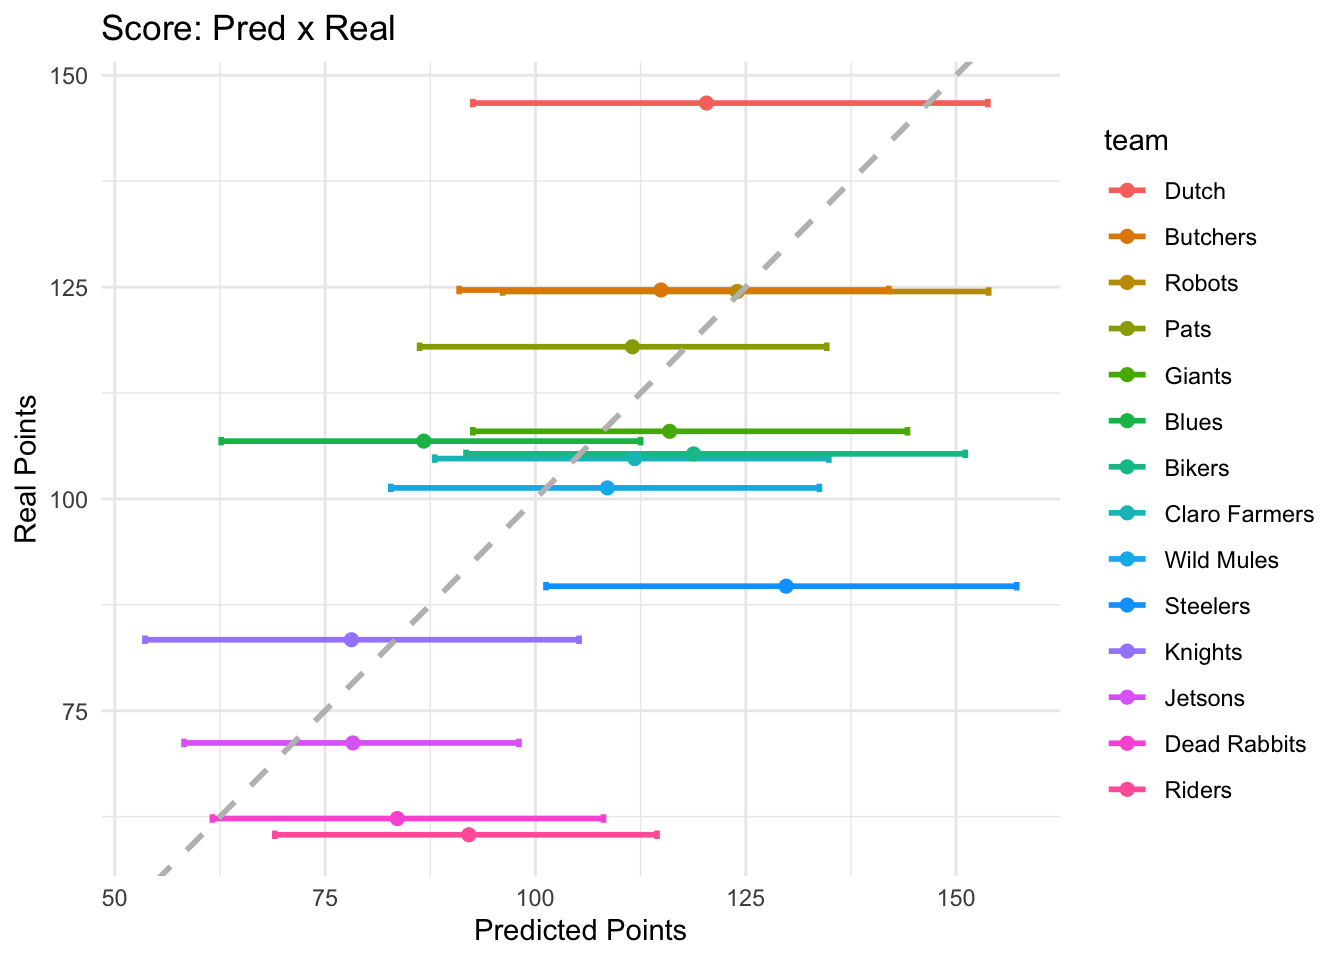 Score: Pred x Real
Real Points
150
125
100
75
50
75
100
125
150
Predicted Points
team
Dutch
Butchers
Robots
Pats
Giants
Blues
Bikers
Claro Farmers
Wild Mules
Steelers
Knights
Jetsons
Dead Rabbits
Riders